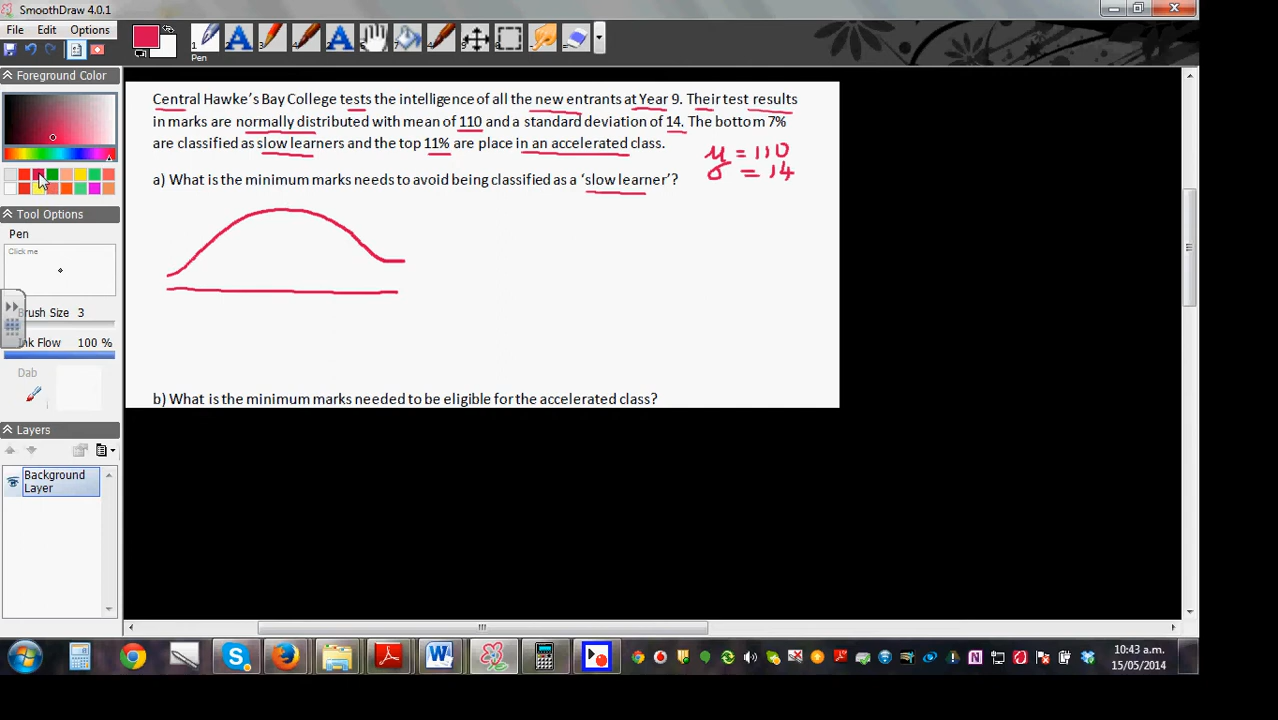 SmoothDraw 4.0.1
File Edit Options
1 Pen
Foreground Color
Central Hawke's Bay College tests the intelligence of all the new entrants at Year 9. Their test results
in marks are normally distributed with mean of 110 and a standard deviation of 14. The bottom 7%
are classified as slow learners and the top 11% are place in an accelerated class.
μ = 110
σ = 14
a) What is the minimum marks needs to avoid being classified as a 'slow learner'?
Tool Options
Pen
Click me
Brush Size 3
Ink Flow 100 %
Dab
b) What is the minimum marks needed to be eligible for the accelerated class?
Layers
Background
Layer
10:43 a.m.
15/05/2014